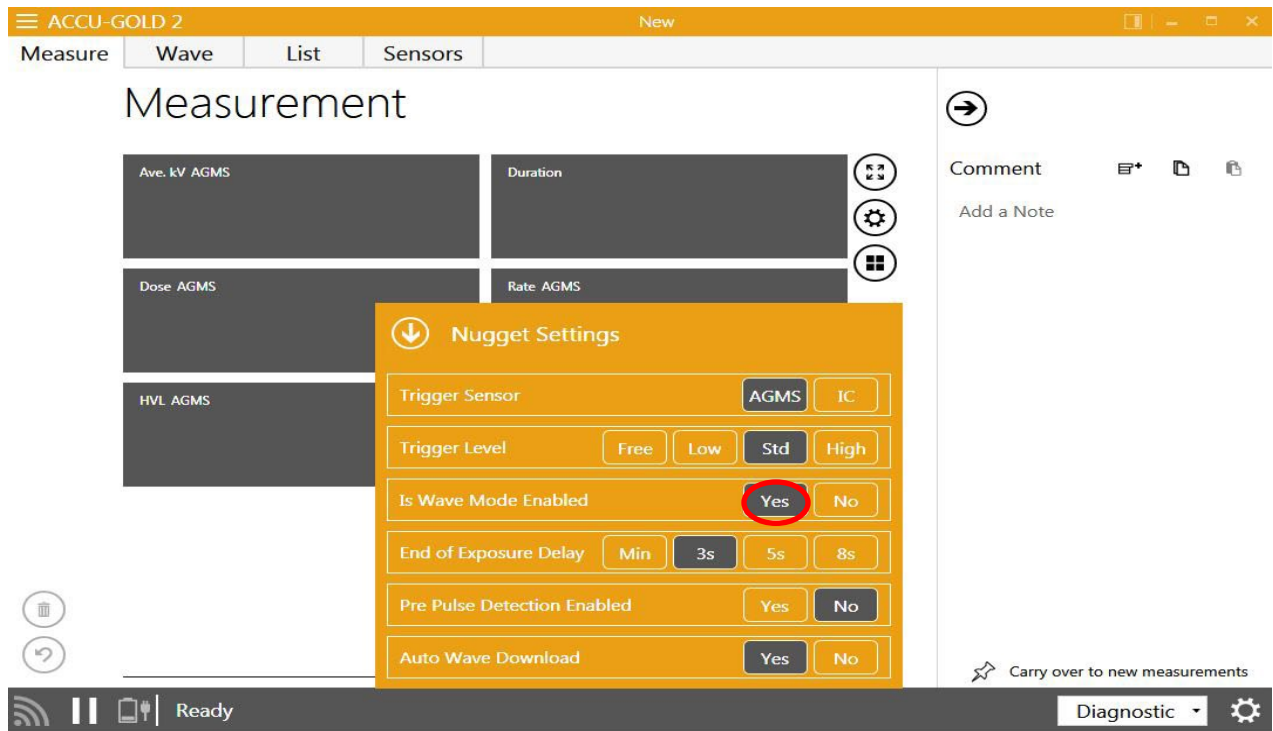 ACCU-GOLD 2
New
Measure Wave List Sensors
Measurement
Ave. kV AGMS
Duration
Dose AGMS
Rate AGMS
HVL AGMS
Nugget Settings
Trigger Sensor AGMS IC
Trigger Level Free Low Std High
Is Wave Mode Enabled Yes No
End of Exposure Delay Min 3s 5s 8s
Pre Pulse Detection Enabled Yes No
Auto Wave Download Yes No
Comment
Add a Note
Carry over to new measurements
Ready
Diagnostic